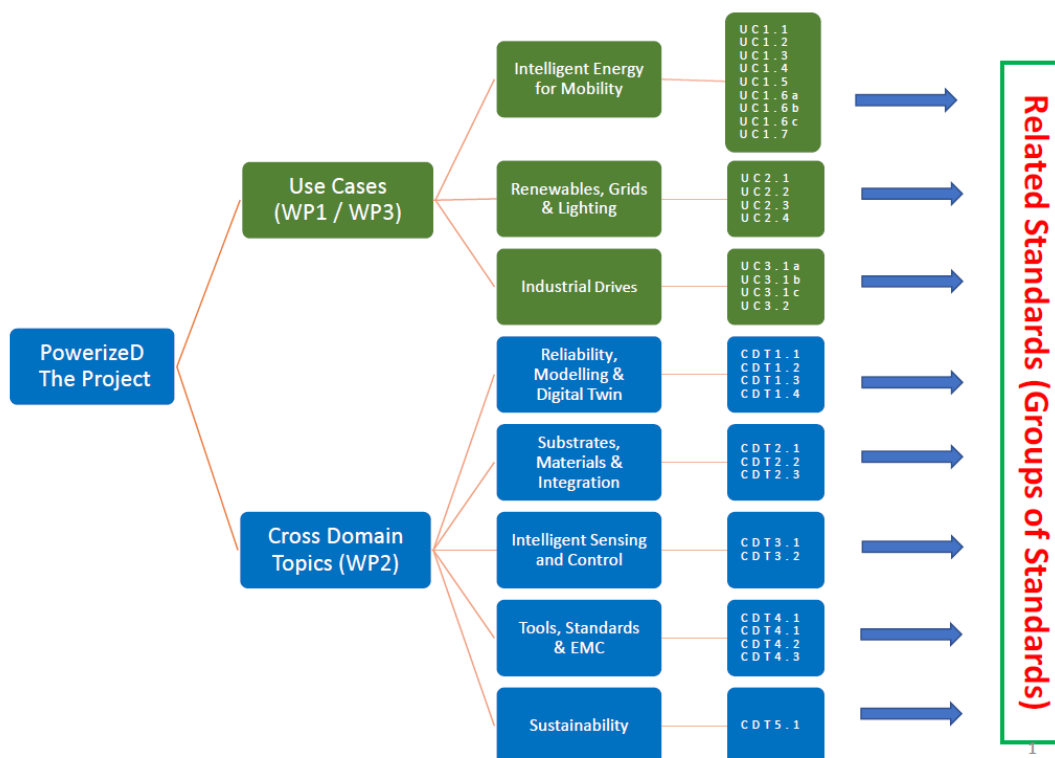 PowerizeD
The Project
Use Cases
(WP1 / WP3)
Intelligent Energy
for Mobility
UC1.1
UC1.2
UC1.3
UC1.4
UC1.5
UC1.6a
UC1.6b
UC1.6c
UC1.7
Renewables, Grids
& Lighting
UC2.1
UC2.2
UC2.3
UC2.4
Industrial Drives
UC3.1a
UC3.1b
UC3.1c
UC3.2
Cross Domain
Topics (WP2)
Reliability,
Modelling &
Digital Twin
CDT1.1
CDT1.2
CDT1.3
CDT1.4
Substrates,
Materials &
Integration
CDT2.1
CDT2.2
CDT2.3
Intelligent Sensing
and Control
CDT3.1
CDT3.2
Tools, Standards
& EMC
CDT4.1
CDT4.1
CDT4.2
CDT4.3
Sustainability
CDT5.1
Related Standards (Groups of Standards)
1